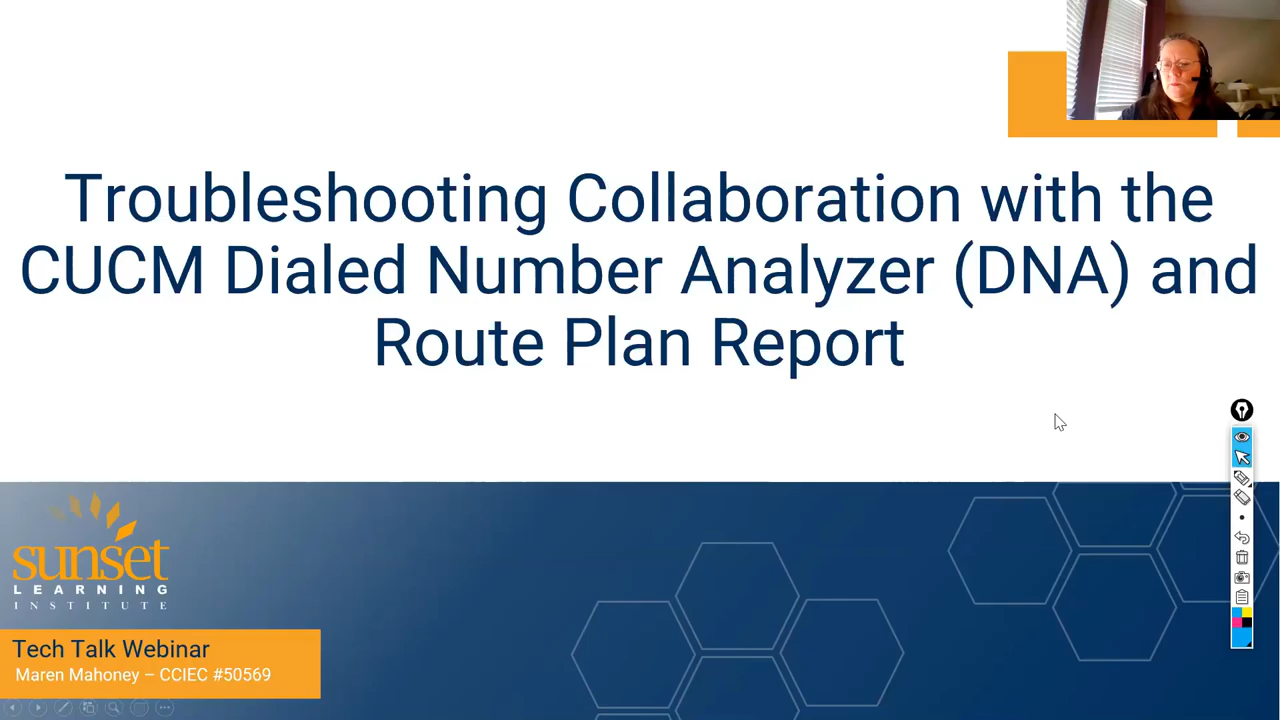 Troubleshooting Collaboration with the
CUCM Dialed Number Analyzer (DNA) and
Route Plan Report
sunset
LEARNING
INSTITUTE
Tech Talk Webinar
Maren Mahoney – CCIEC #50569